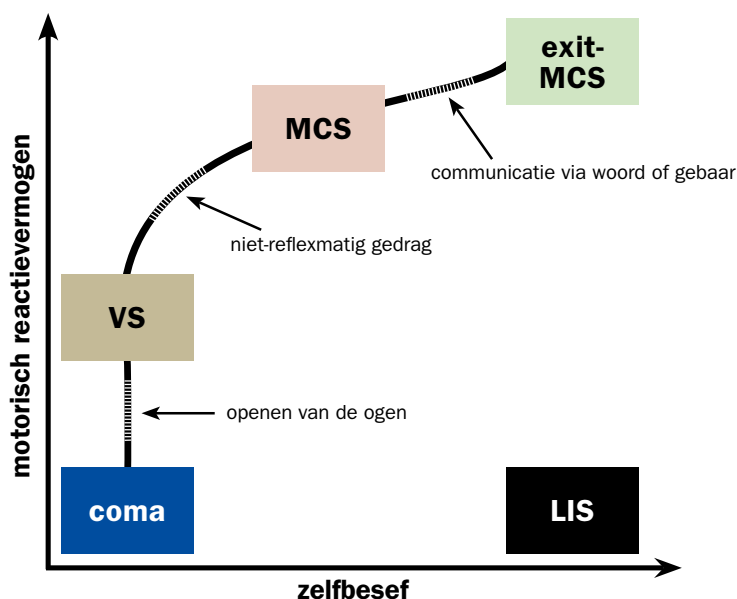 exit-
MCS
MCS
communicatie via woord of gebaar
niet-reflexmatig gedrag
VS
openen van de ogen
coma
LIS
motorisch reactievermogen
zelfbesef